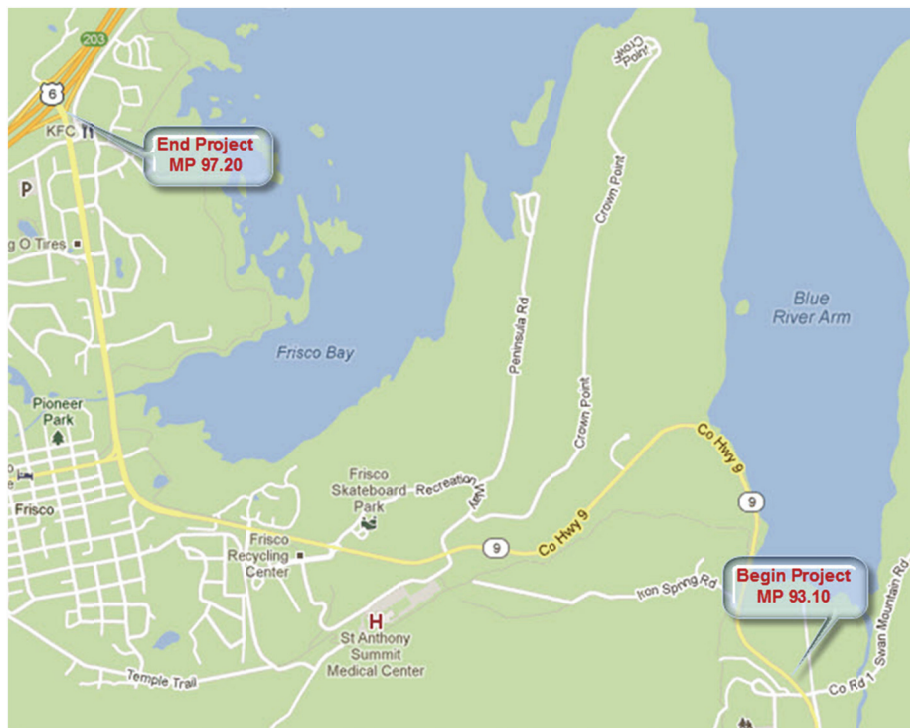 203
6
KFC
End Project
MP 97.20
P
g O Tires
Crown
Point
Crown Point
Peninsula Rd
Blue
River Arm
Frisco Bay
Crown Point
Pioneer
Park
Co Hwy 9
Frisco
Skateboard
Park
Recreation Way
9
Frisco
Frisco
Recycling
Center
9
Co Hwy 9
Begin Project
MP 93.10
Iron Spring Rd
Swan Mountain Rd
H
St Anthony
Summit
Medical Center
Temple Trail
Co Rd 1